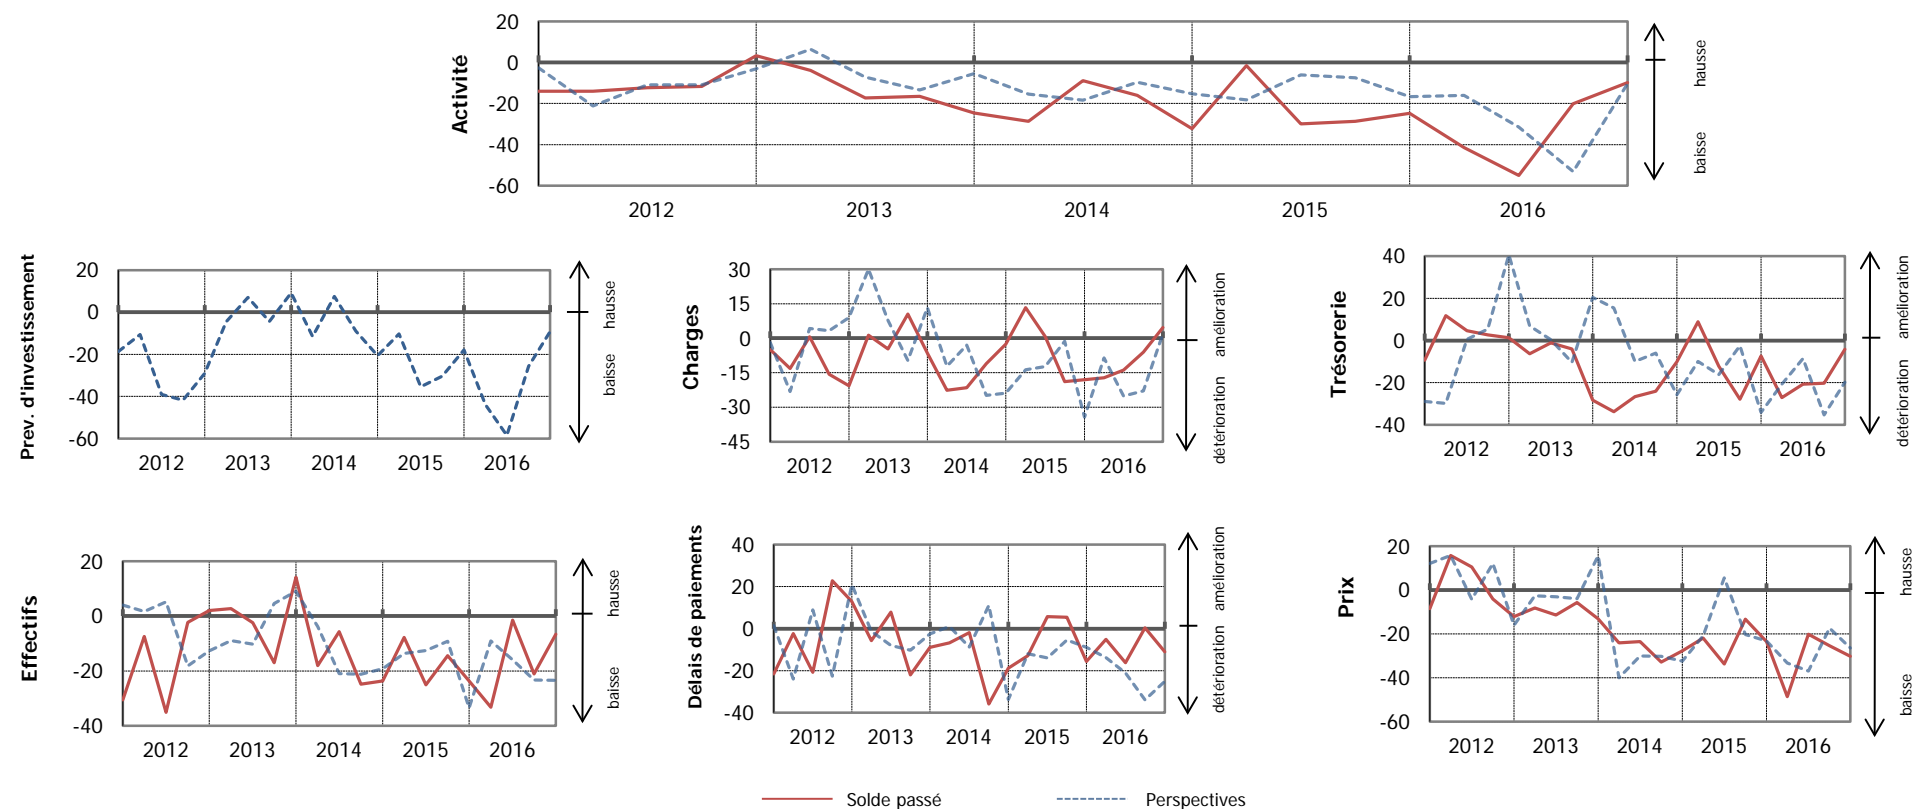 Activité
20
0
-20
-40
-60
2012 2013 2014 2015 2016
hausse
baisse
Prev. d'investissement
20
0
-20
-40
-60
2012 2013 2014 2015 2016
hausse
baisse
Charges
30
15
0
-15
-30
-45
2012 2013 2014 2015 2016
amélioration
détérioration
Trésorerie
40
20
0
-20
-40
2012 2013 2014 2015 2016
amélioration
détérioration
Effectifs
20
0
-20
-40
2012 2013 2014 2015 2016
hausse
baisse
Délais de paiements
40
20
0
-20
-40
2012 2013 2014 2015 2016
amélioration
détérioration
Prix
20
0
-20
-40
-60
2012 2013 2014 2015 2016
hausse
baisse
Solde passé Perspectives